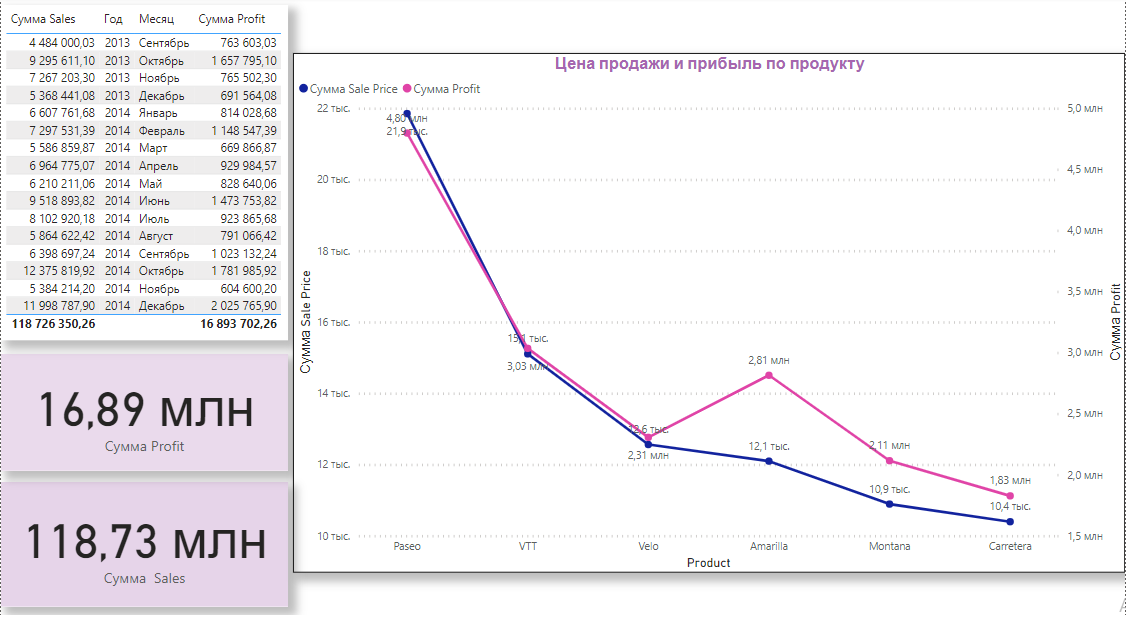 Сумма Sales Год Месяц Сумма Profit
4 484 000,03 2013 Сентябрь 763 603,03
9 295 611,10 2013 Октябрь 1 657 795,10
7 267 203,30 2013 Ноябрь 765 502,30
5 368 441,08 2013 Декабрь 691 564,08
6 607 761,68 2014 Январь 814 028,68
7 297 531,39 2014 Февраль 1 148 547,39
5 586 859,87 2014 Март 669 866,87
6 964 775,07 2014 Апрель 929 984,57
6 210 211,06 2014 Май 828 640,06
9 518 893,82 2014 Июнь 1 473 753,82
8 102 920,18 2014 Июль 923 865,68
5 864 622,42 2014 Август 791 066,42
6 398 697,24 2014 Сентябрь 1 023 132,24
12 375 819,92 2014 Октябрь 1 781 985,92
5 384 214,20 2014 Ноябрь 604 600,20
11 998 787,90 2014 Декабрь 2 025 765,90
118 726 350,26 16 893 702,26
16,89 млн
Сумма Profit
118,73 млн
Сумма Sales
Цена продажи и прибыль по продукту
Сумма Sale Price Сумма Profit
22 тыс.
20 тыс.
18 тыс.
16 тыс.
14 тыс.
12 тыс.
10 тыс.
Сумма Sale Price
4,80 млн
21,9 тыс.
15,1 тыс.
3,03 млн
12,6 тыс.
2,31 млн
2,81 млн
12,1 тыс.
2,11 млн
10,9 тыс.
1,83 млн
10,4 тыс.
5,0 млн
4,5 млн
4,0 млн
3,5 млн
3,0 млн
2,5 млн
2,0 млн
1,5 млн
Сумма Profit
Paseo VTT Velo Amarilla Montana Carretera
Product